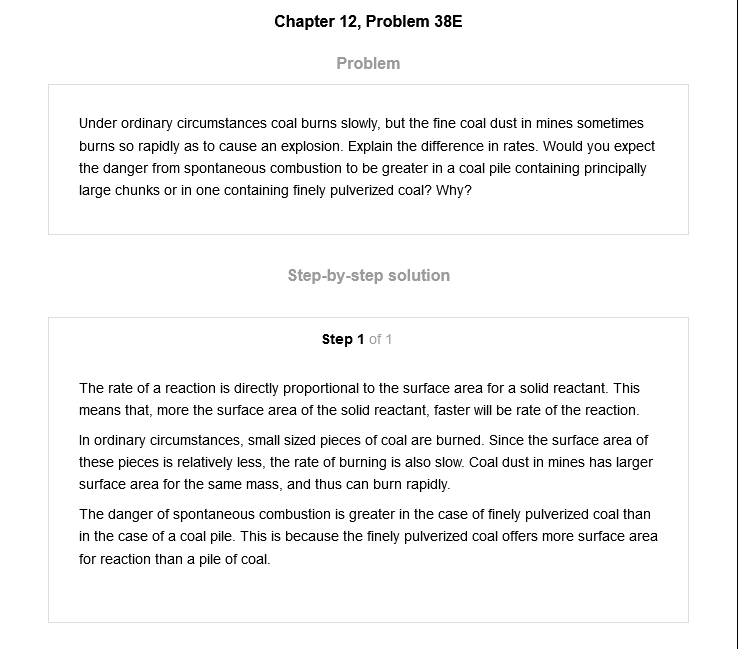 Chapter 12, Problem 38E
Problem
Under ordinary circumstances coal burns slowly, but the fine coal dust in mines sometimes
burns so rapidly as to cause an explosion. Explain the difference in rates. Would you expect
the danger from spontaneous combustion to be greater in a coal pile containing principally
large chunks or in one containing finely pulverized coal? Why?
Step-by-step solution
Step 1 of 1
The rate of a reaction is directly proportional to the surface area for a solid reactant. This
means that, more the surface area of the solid reactant, faster will be rate of the reaction.
In ordinary circumstances, small sized pieces of coal are burned. Since the surface area of
these pieces is relatively less, the rate of burning is also slow. Coal dust in mines has larger
surface area for the same mass, and thus can burn rapidly.
The danger of spontaneous combustion is greater in the case of finely pulverized coal than
in the case of a coal pile. This is because the finely pulverized coal offers more surface area
for reaction than a pile of coal.